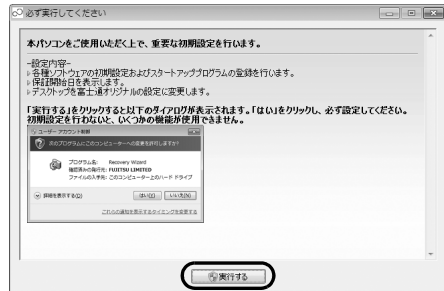 必ず実行してください
本パソコンをご使用いただく上で、重要な初期設定を行います。
-設定内容-
各種ソフトウェアの初期設定およびスタートアッププログラムの登録を行います。
保証開始日を表示します。
デスクトップを富士通オリジナルの設定に変更します。
「実行する」をクリックすると以下のダイアログが表示されます。「はい」をクリックし、必ず設定してください。
初期設定を行わないと、いくつかの機能が使用できません。
ユーザー アカウント制御
次のプログラムにこのコンピューターへの変更を許可しますか?
プログラム名: Recovery Wizard
確認済みの発行元: FUJITSU LIMITED
ファイルの入手先: このコンピューター上のハード ドライブ
詳細を表示する(D) はい(Y) いいえ(N)
これらの通知を表示するタイミングを変更する
実行する